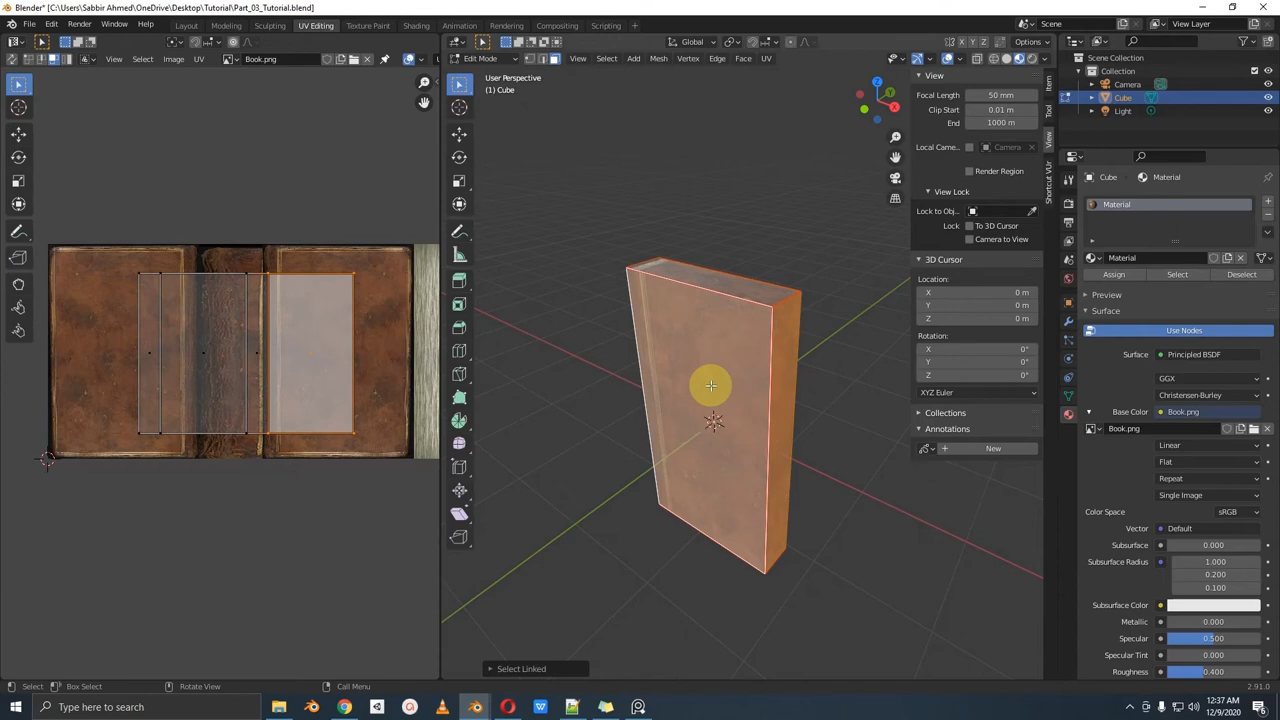 Blender* [C:\Users\Sabbir Ahmed\OneDrive\Desktop\Tutorial\Part_03_Tutorial.blend]
File Edit Render Window Help Layout Modeling Sculpting UV Editing Texture Paint Shading Animation Rendering Compositing Scripting + Scene View Layer
Global Options
View Select Image UV Book.png Edit Mode View Select Add Mesh Vertex Edge Face UV
User Perspective
(1) Cube
Z
Y
X
View
Focal Length 50 mm
Clip Start 0.01 m
End 1000 m
Local Came... Camera
Render Region
View Lock
Lock to Obj...
Lock To 3D Cursor
Camera to View
3D Cursor
Location:
X 0 m
Y 0 m
Z 0 m
Rotation:
X 0°
Y 0°
Z 0°
XYZ Euler
Collections
Annotations
New
Item
Tool
View
Shortcut VUr
Scene Collection
Collection
Camera
Cube
Light
Cube Material
Material
Material
Assign Select Deselect
Preview
Surface
Use Nodes
Surface Principled BSDF
GGX
Christensen-Burley
Base Color Book.png
Book.png
Linear
Flat
Repeat
Single Image
Color Space sRGB
Vector Default
Subsurface 0.000
Subsurface Radius 1.000
0.200
0.100
Subsurface Color
Metallic 0.000
Specular 0.500
Specular Tint 0.000
Roughness 0.400
Select Linked
Select Box Select Rotate View Call Menu 2.91.0
Type here to search
12:37 AM
12/9/2020